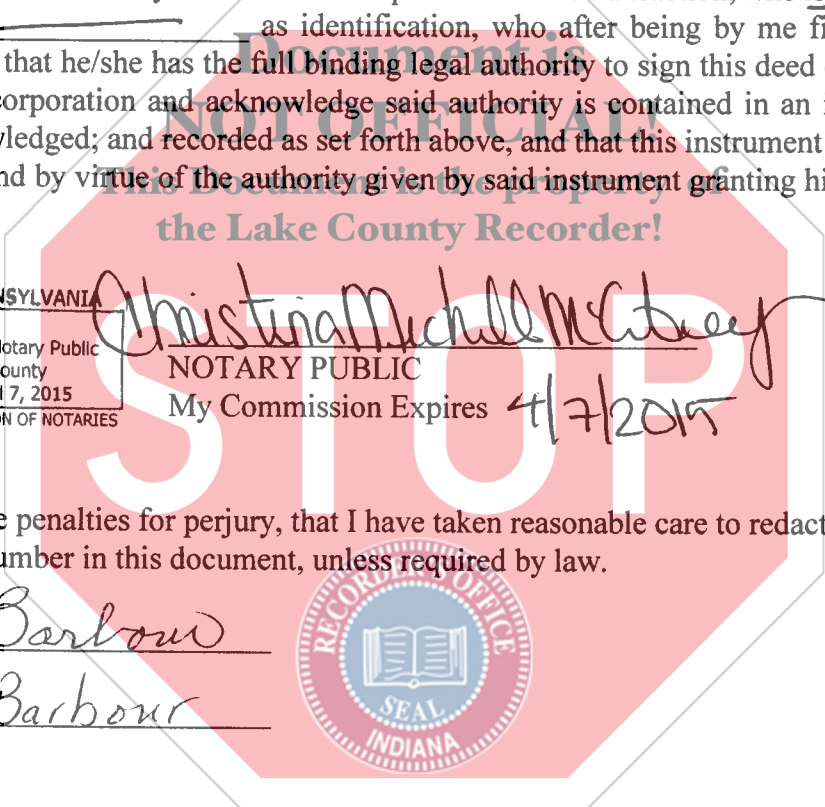 as identification, who after being by me
Document is
that he/she has the full binding legal authority to sign this deed
NOT OFFICIAL!
orporation and acknowledge said authority is contained in an
ledged; and recorded as set forth above, and that this instrument
nd by virtue of the authority given by said instrument granting hi
This Document is the property of
the Lake County Recorder!
NSYLVANIA
Christina Michell
otary Public
ounty
NOTARY PUBLIC
7, 2015
My Commission Expires 4/7/2015
N OF NOTARIES
STOP
e penalties for perjury, that I have taken reasonable care to redact
umber in this document, unless required by law.
RECORDER'S OFFICE
Barbour
SEAL
Barbour
INDIANA